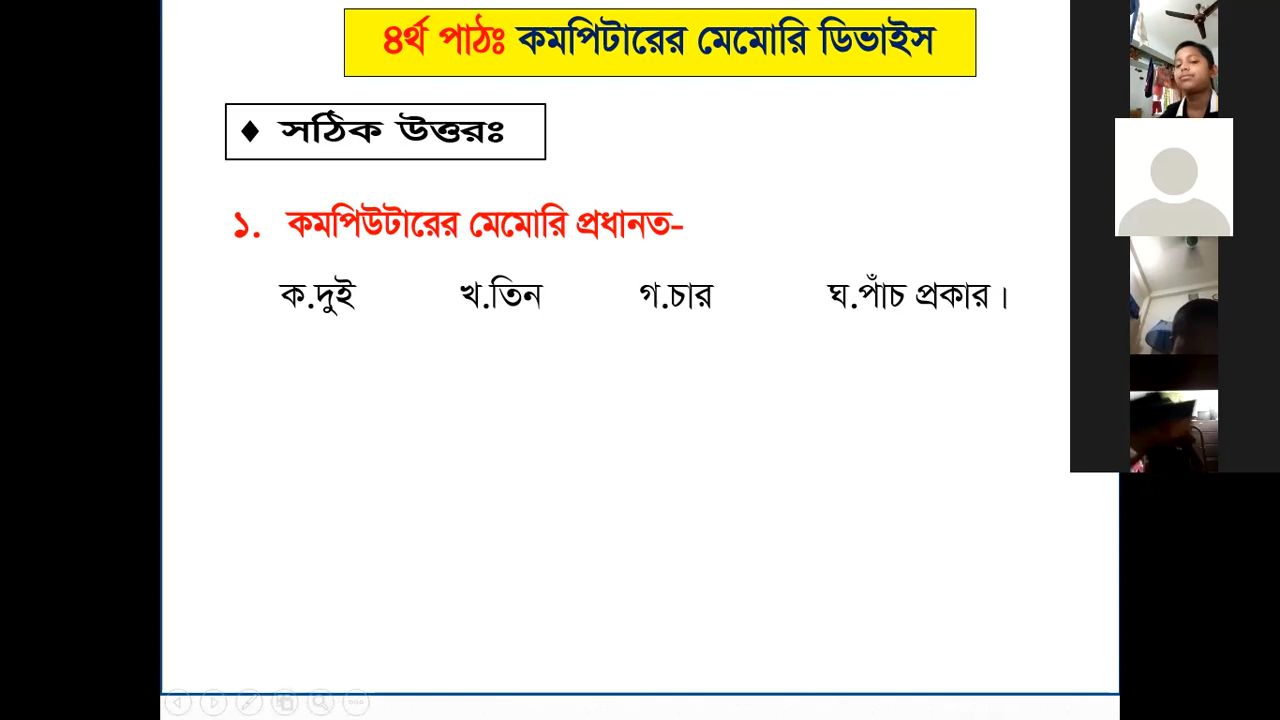 ৪র্থ পাঠঃ কমপিটারের মেমোরি ডিভাইস
♦ সঠিক উত্তরঃ
১. কমপিউটারের মেমোরি প্রধানত-
ক.দুই খ.তিন গ.চার ঘ.পাঁচ প্রকার।